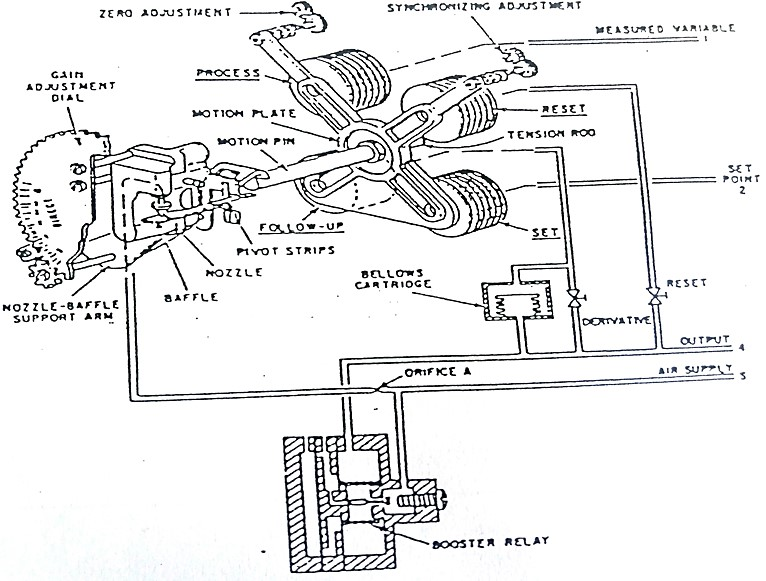 ZERO ADJUSTMENT
SYNCHRONIZING ADJUSTMENT
MEASURED VARIABLE
1
PROCESS
GAIN
ADJUSTMENT
DIAL
MOTION PLATE
RESET
MOTION PIN
TENSION ROD
SET
POINT
2
FOLLOW-UP
SET
PIVOT STRIPS
NOZZLE
BELLOWS
CARTRIDGE
RESET
BAFFLE
NOZZLE-BAFFLE
SUPPORT ARM
DERIVATIVE
OUTPUT
4
ORIFICE A
AIR SUPPLY
5
BOOSTER RELAY